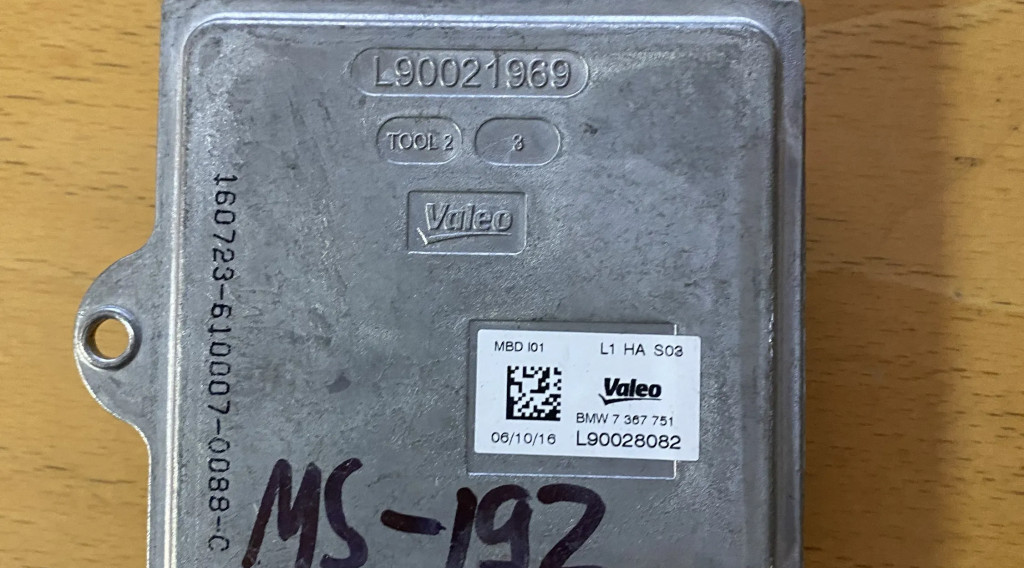 L90021969
TOOL 2 3
Valeo
160723-610007-0088-C
MBD I01 L1 HA S03
Valeo
BMW 7 367 751
06/10/16 L90028082
MS-192